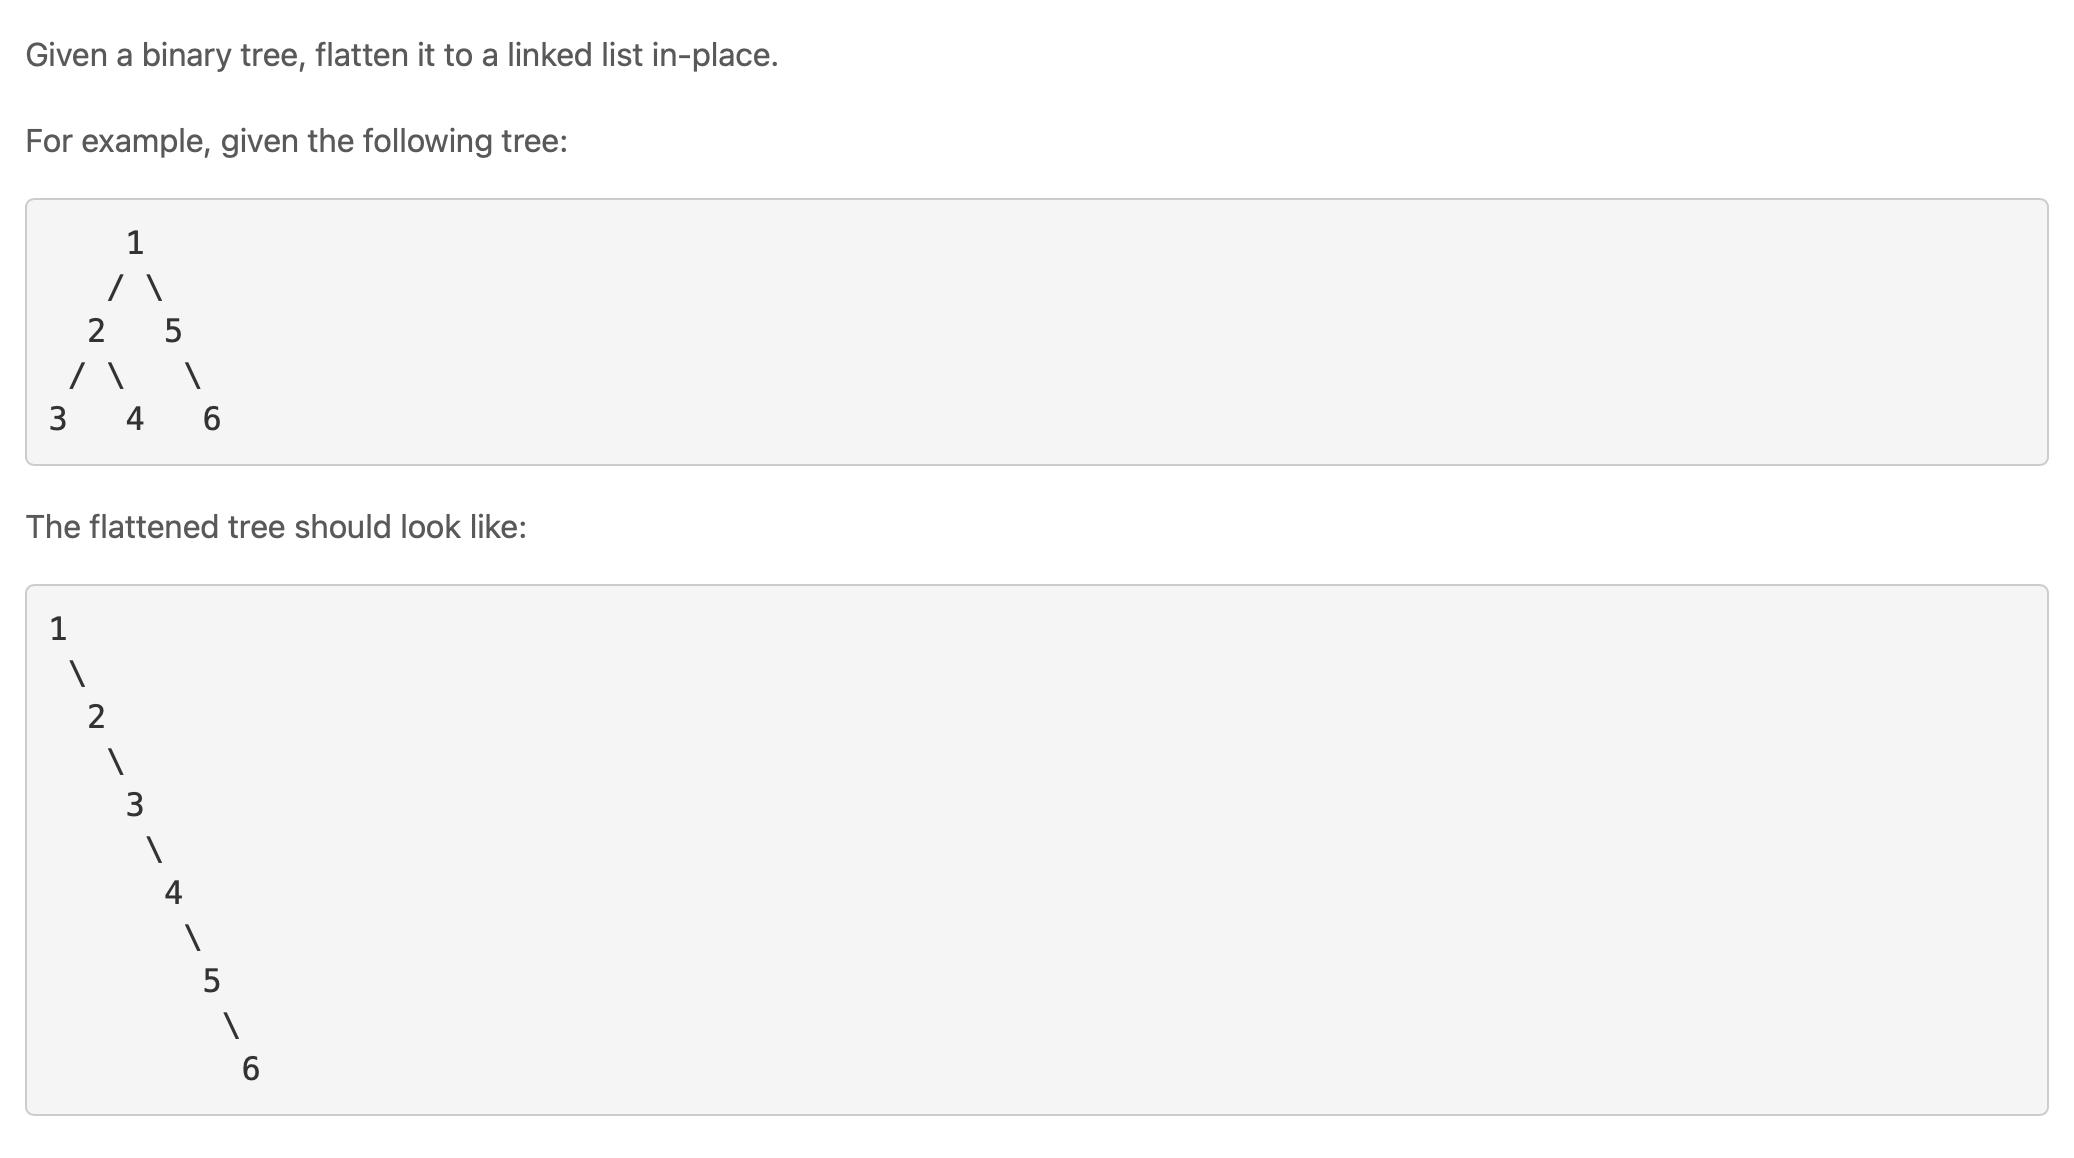 Given a binary tree, flatten it to a linked list in-place.
For example, given the following tree:
    1
   / \
  2   5
 / \   \
3   4   6
The flattened tree should look like:
1
 \
  2
   \
    3
     \
      4
       \
        5
         \
          6